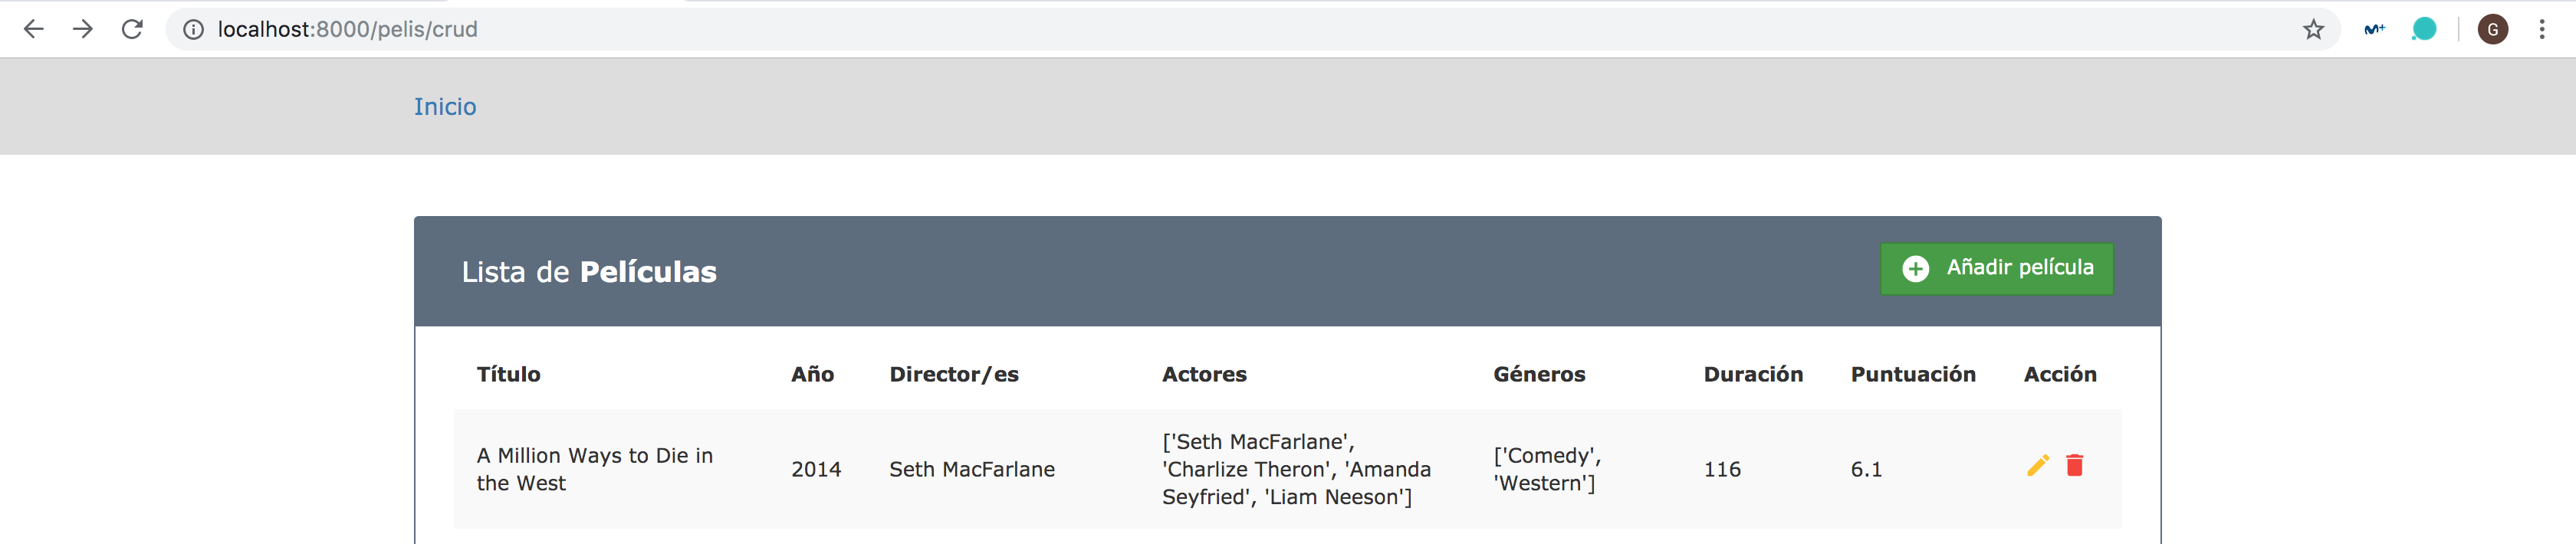 localhost:8000/pelis/crud
M+
G
Inicio
Lista de Películas
Añadir película
Título Año Director/es Actores Géneros Duración Puntuación Acción
A Million Ways to Die in
the West
2014
Seth MacFarlane
['Seth MacFarlane',
'Charlize Theron', 'Amanda
Seyfried', 'Liam Neeson']
['Comedy',
'Western']
116
6.1